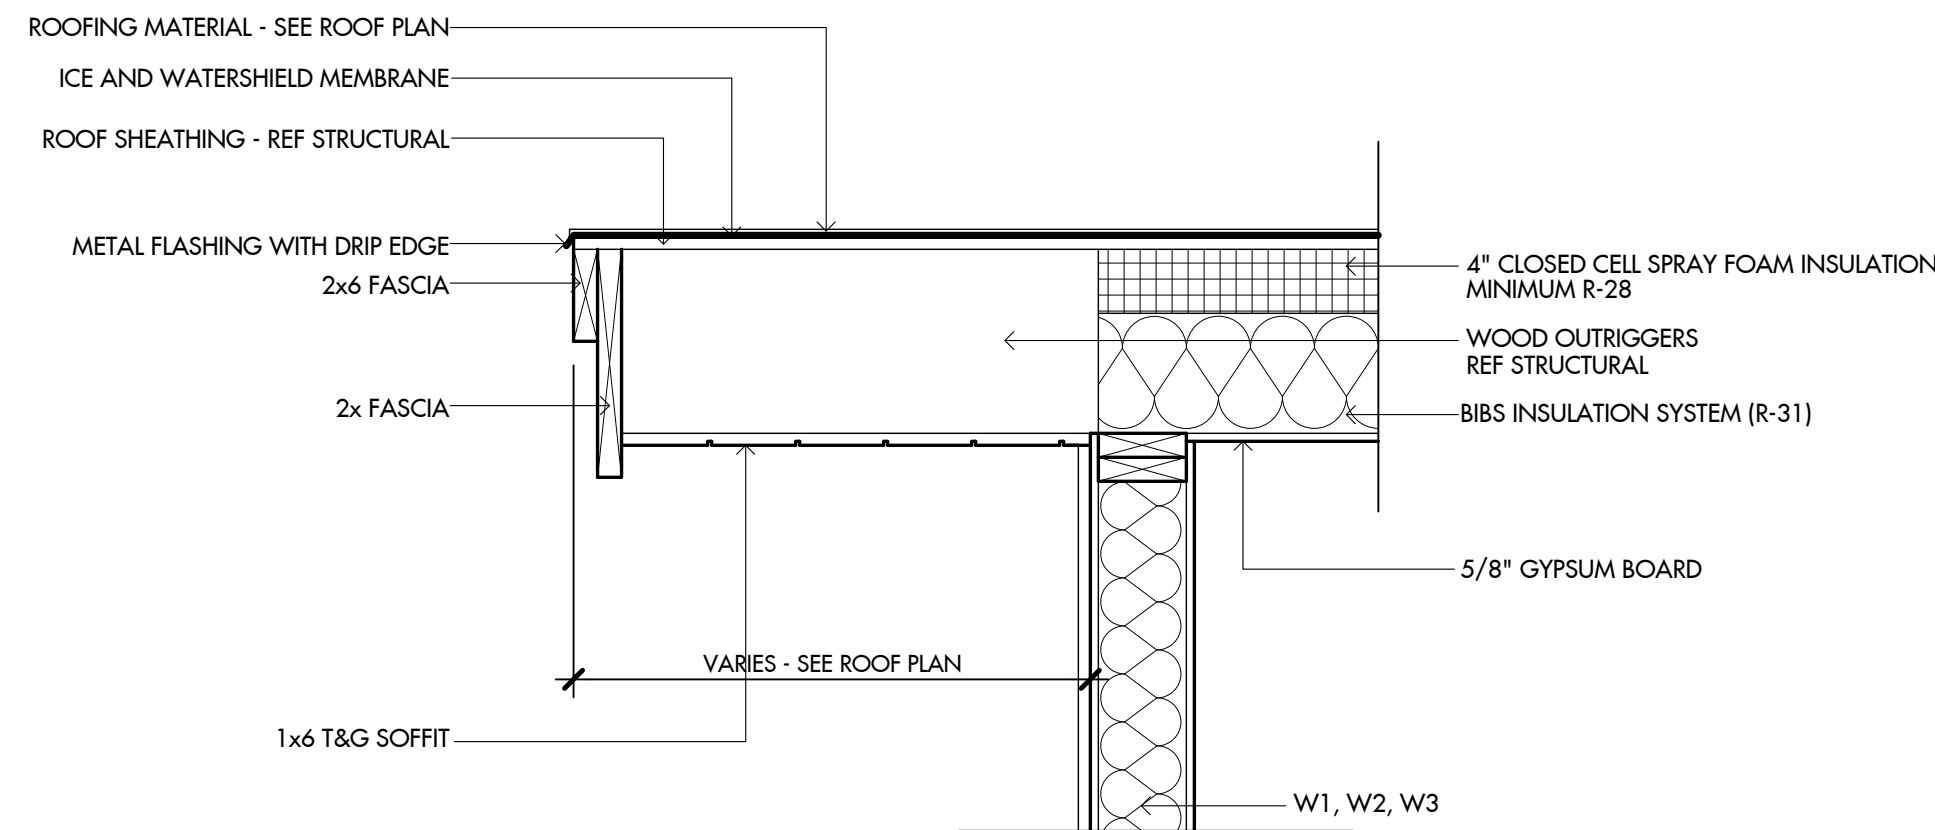 ROOFING MATERIAL - SEE ROOF PLAN
ICE AND WATERSHIELD MEMBRANE
ROOF SHEATHING - REF STRUCTURAL
METAL FLASHING WITH DRIP EDGE
2x6 FASCIA
2x FASCIA
4" CLOSED CELL SPRAY FOAM INSULATION
MINIMUM R-28
WOOD OUTRIGGERS
REF STRUCTURAL
BIBS INSULATION SYSTEM (R-31)
5/8" GYPSUM BOARD
VARIES - SEE ROOF PLAN
1x6 T&G SOFFIT
W1, W2, W3